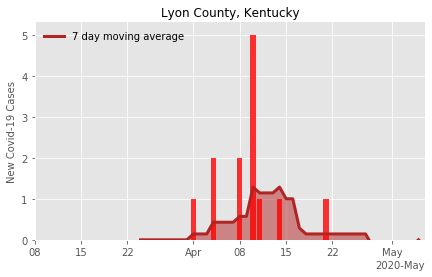 Lyon County, Kentucky
7 day moving average
New Covid-19 Cases
5
4
3
2
1
0
08 15 22 Apr 08 15 22 May
2020-May